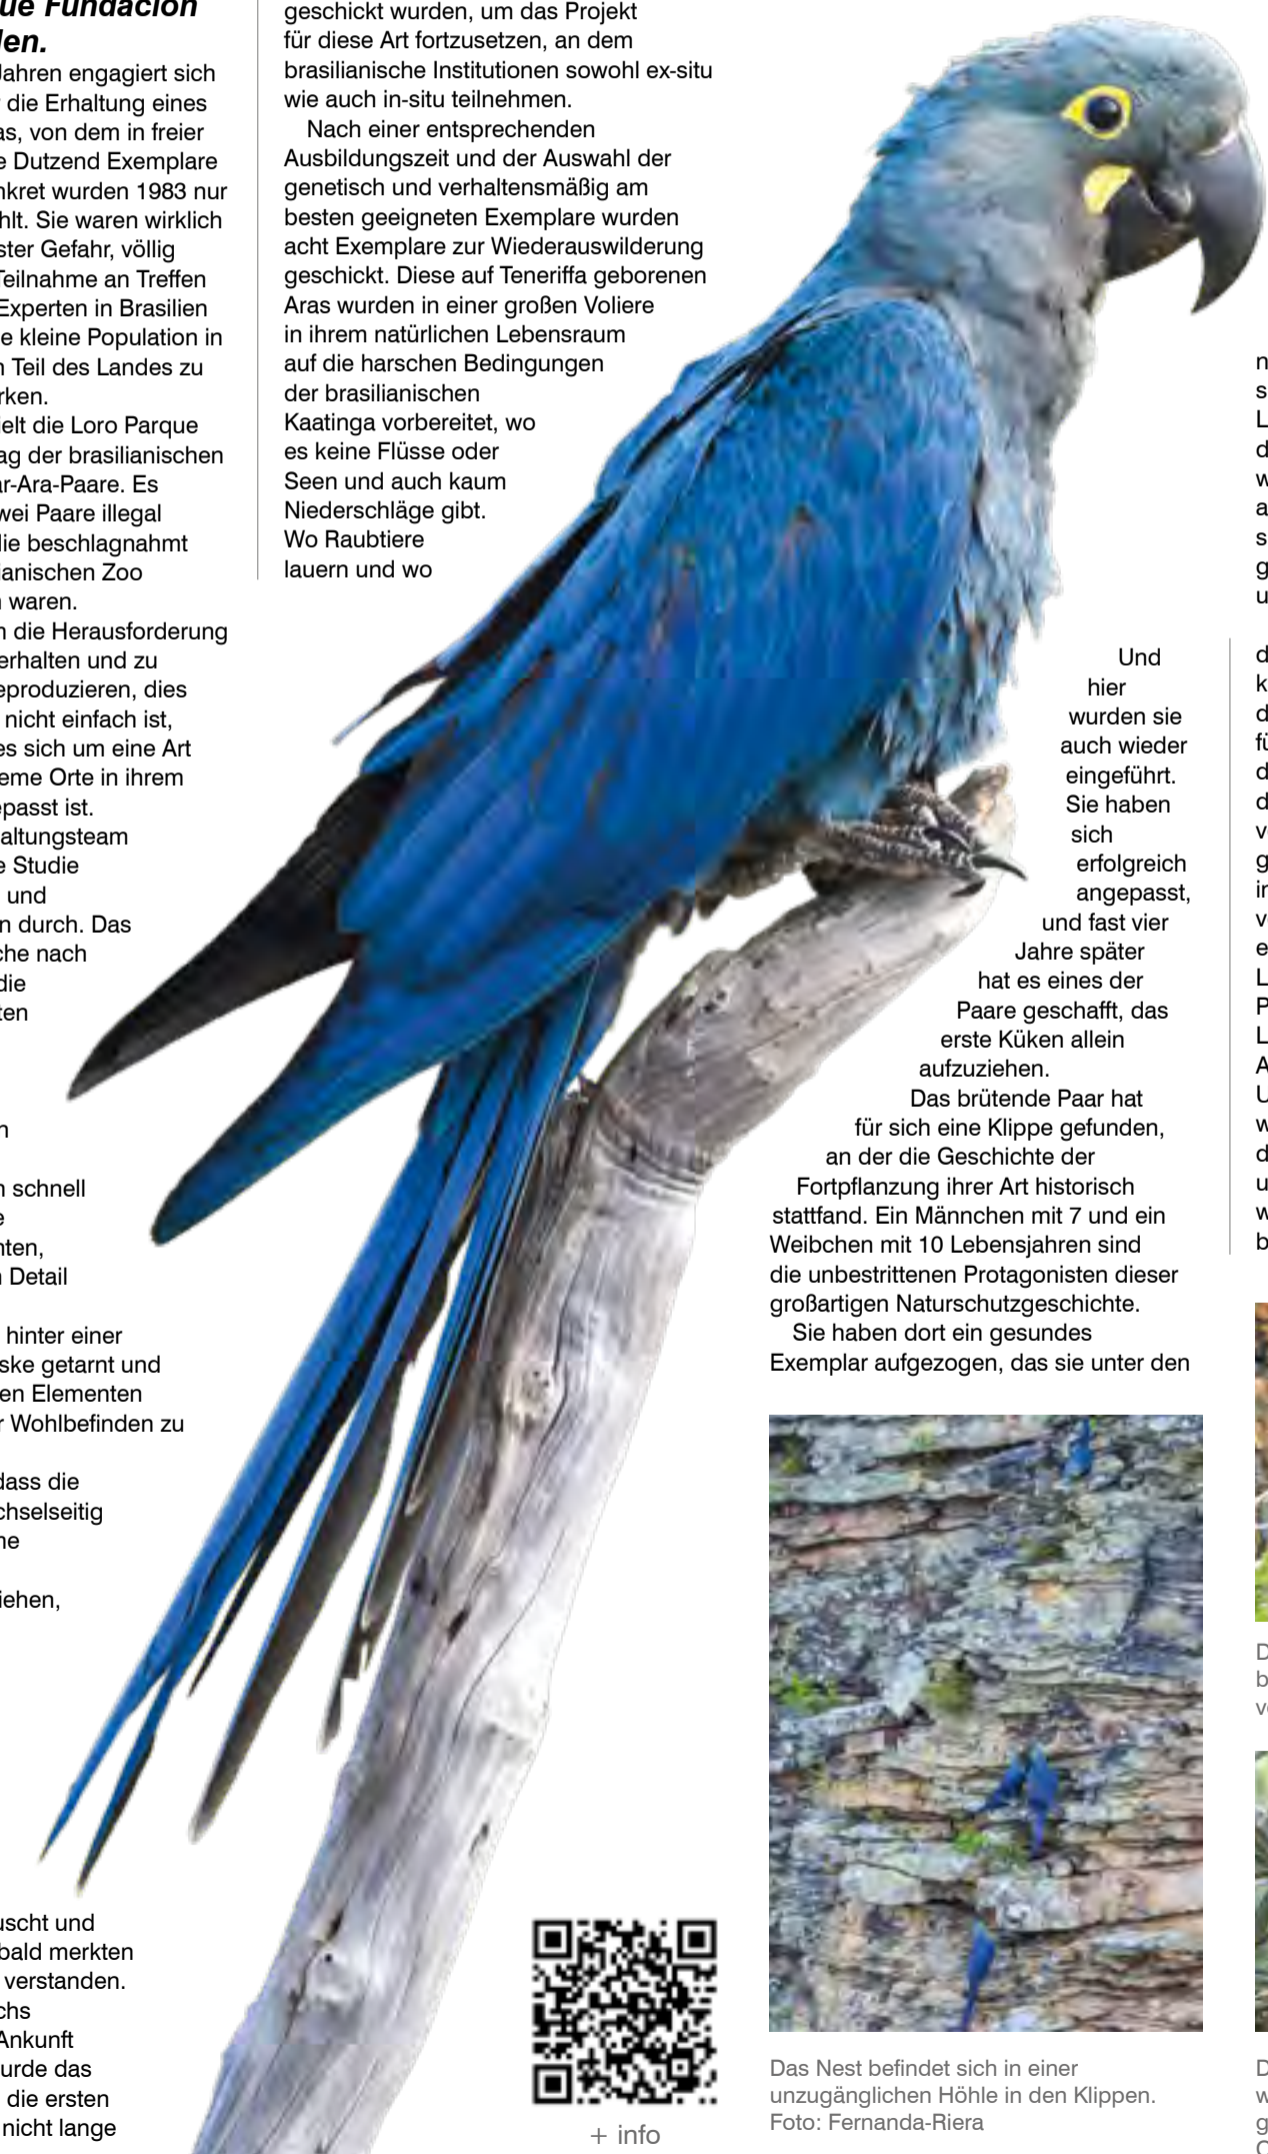 ue Fundación
len.
Jahren engagiert sich
die Erhaltung eines
as, von dem in freier
e Dutzend Exemplare
nkret wurden 1983 nur
hlt. Sie waren wirklich
ster Gefahr, völlig
Teilnahme an Treffen
Experten in Brasilien
e kleine Population in
n Teil des Landes zu
rken.
ielt die Loro Parque
ag der brasilianischen
ar-Ara-Paare. Es
wei Paare illegal
die beschlagnahmt
ianischen Zoo
n waren.
n die Herausforderung
erhalten und zu
eproduzieren, dies
nicht einfach ist,
es sich um eine Art
eme Orte in ihrem
epasst ist.
altungsteam
e Studie
und
n durch. Das
che nach
die
ten
n
n schnell
e
nten,
n Detail
hinter einer
ske getarnt und
en Elementen
r Wohlbefinden zu
dass die
chselseitig
ne
iehen,
uscht und
bald merkten
verstanden.
chs
Ankunft
urde das
die ersten
nicht lange
geschickt wurden, um das Projekt
für diese Art fortzusetzen, an dem
brasilianische Institutionen sowohl ex-situ
wie auch in-situ teilnehmen.
Nach einer entsprechenden
Ausbildungszeit und der Auswahl der
genetisch und verhaltensmäßig am
besten geeigneten Exemplare wurden
acht Exemplare zur Wiederauswilderung
geschickt. Diese auf Teneriffa geborenen
Aras wurden in einer großen Voliere
in ihrem natürlichen Lebensraum
auf die harschen Bedingungen
der brasilianischen
Kaatinga vorbereitet, wo
es keine Flüsse oder
Seen und auch kaum
Niederschläge gibt.
Wo Raubtiere
lauern und wo
+ info
Und
hier
wurden sie
auch wieder
eingeführt.
Sie haben
sich
erfolgreich
angepasst,
und fast vier
Jahre später
hat es eines der
Paare geschafft, das
erste Küken allein
aufzuziehen.
Das brütende Paar hat
für sich eine Klippe gefunden,
an der die Geschichte der
Fortpflanzung ihrer Art historisch
stattfand. Ein Männchen mit 7 und ein
Weibchen mit 10 Lebensjahren sind
die unbestrittenen Protagonisten dieser
großartigen Naturschutzgeschichte.
Sie haben dort ein gesundes
Exemplar aufgezogen, das sie unter den
Das Nest befindet sich in einer
unzugänglichen Höhle in den Klippen.
Foto: Fernanda-Riera